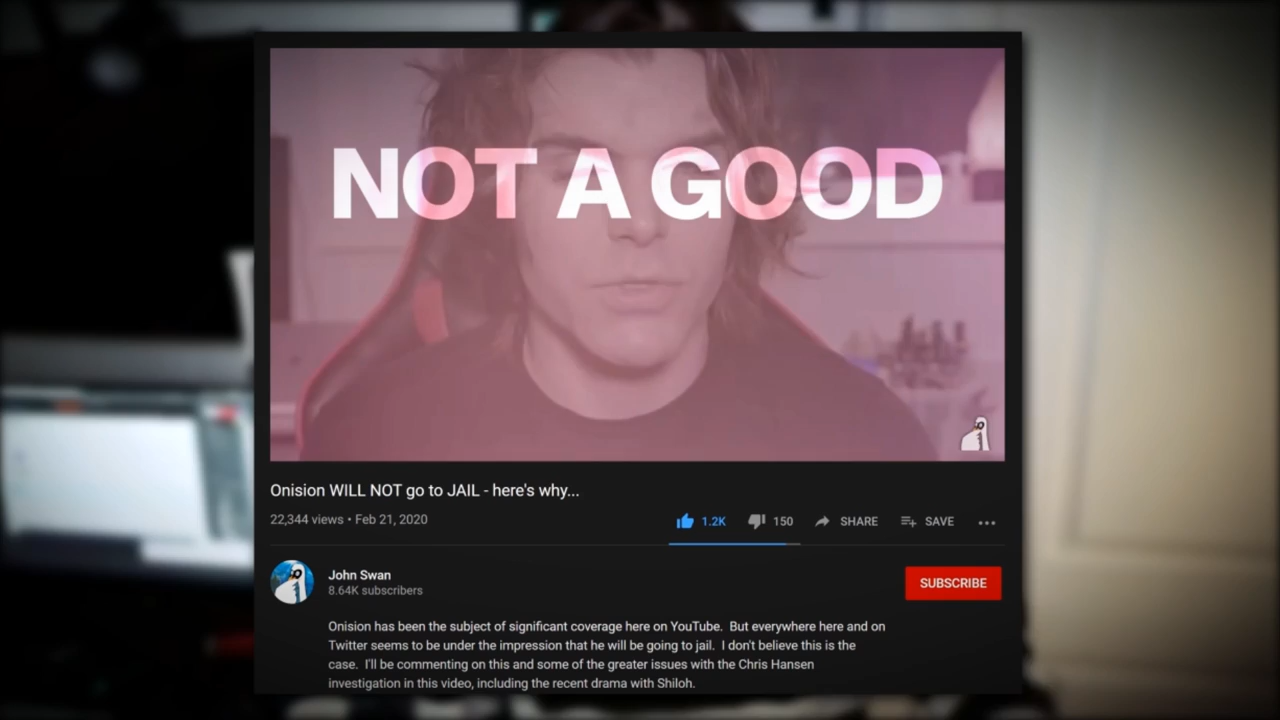 NOT A GOOD
Onision WILL NOT go to JAIL - here's why...
22,344 views • Feb 21, 2020
1.2K 150 SHARE SAVE
John Swan
8.64K subscribers
SUBSCRIBE
Onision has been the subject of significant coverage here on YouTube. But everywhere here and on
Twitter seems to be under the impression that he will be going to jail. I don't believe this is the
case. I'll be commenting on this and some of the greater issues with the Chris Hansen
investigation in this video, including the recent drama with Shiloh.